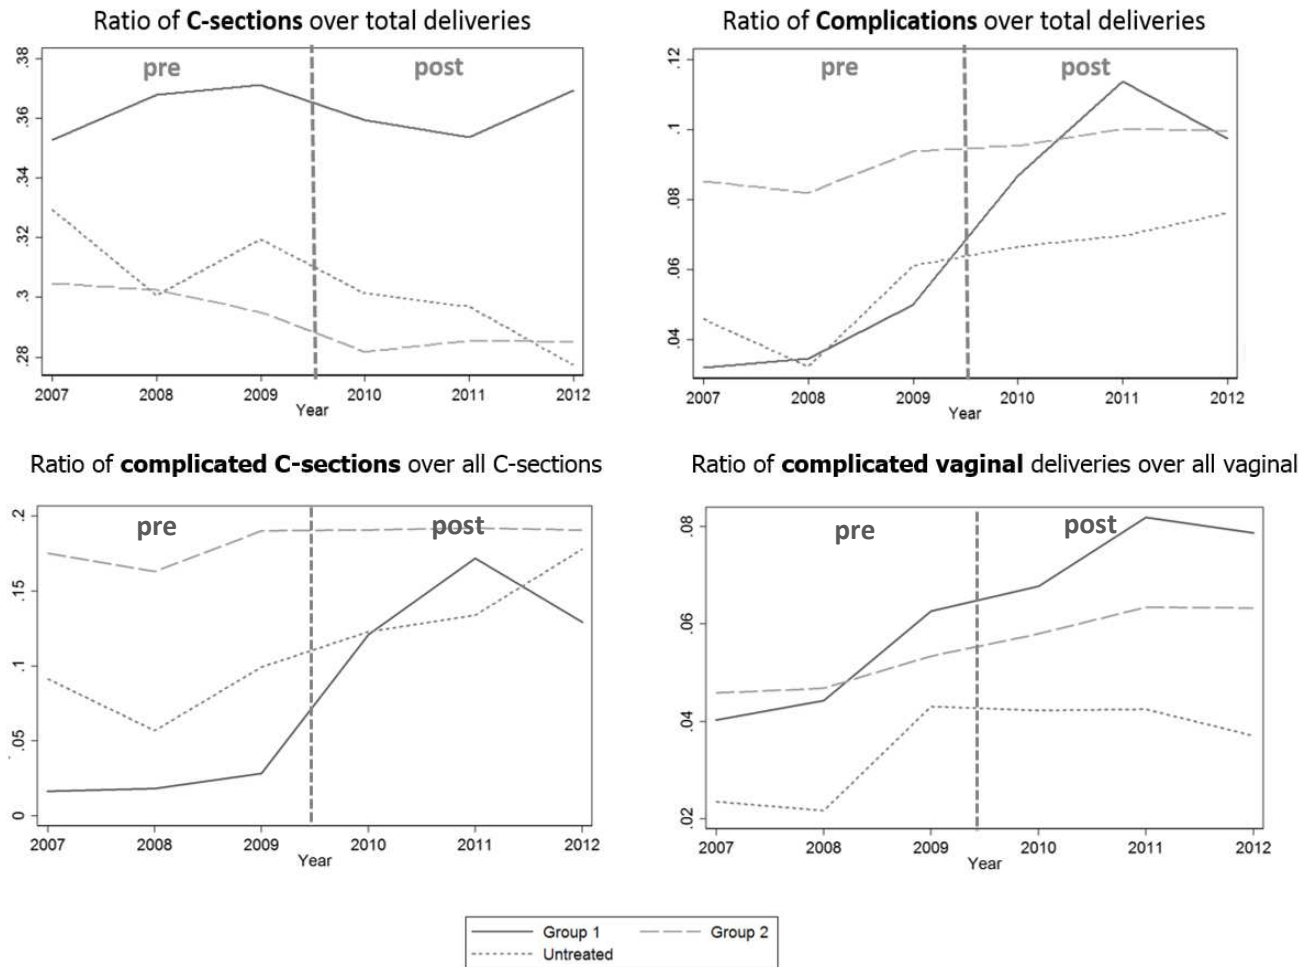 Ratio of C-sections over total deliveries
.38
.36
.34
.32
.3
.28
pre
post
2007 2008 2009 2010 2011 2012
Year
Ratio of Complications over total deliveries
.12
.1
.08
.06
.04
pre
post
2007 2008 2009 2010 2011 2012
Year
Ratio of complicated C-sections over all C-sections
.2
.15
.1
.05
0
pre
post
2007 2008 2009 2010 2011 2012
Year
Ratio of complicated vaginal deliveries over all vaginal
.08
.06
.04
.02
pre
post
2007 2008 2009 2010 2011 2012
Year
Group 1 Group 2
Untreated